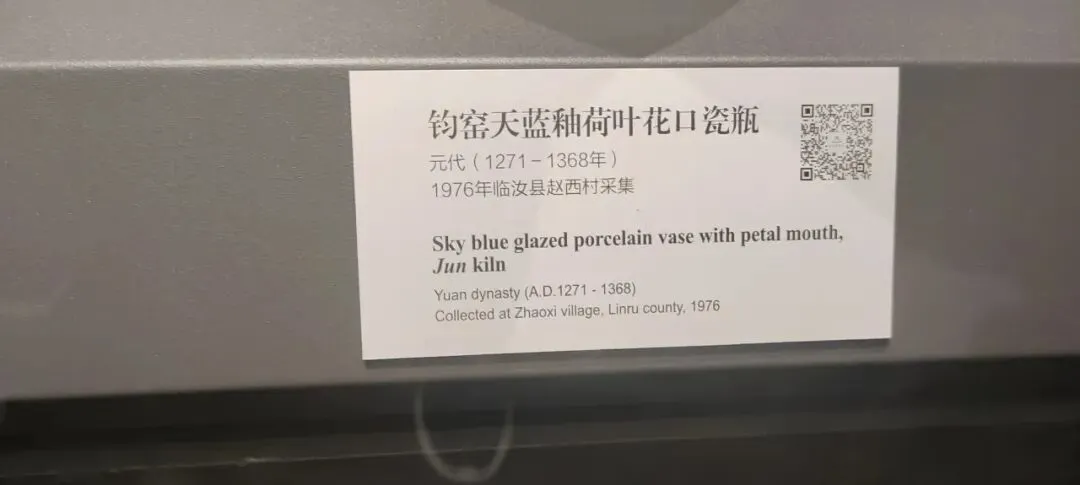 钧窑天蓝釉荷叶花口瓷瓶
元代（1271－1368年）
1976年临汝县赵西村采集
Sky blue glazed porcelain vase with petal mouth,
Jun kiln
Yuan dynasty (A.D.1271 - 1368)
Collected at Zhaoxi village, Linru county, 1976